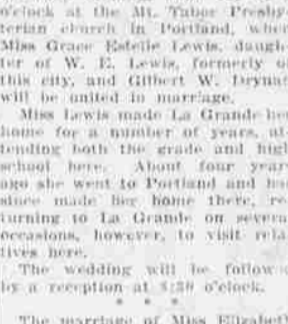 o'clock at the Mt. Tabor Presby-
terian church in Portland, when
Miss Grace Estelle Lewis, daugh-
ter of W. E. Lewis, formerly of
this city, and Gilbert W. Drynan
will be united in marriage.
Miss Lewis made La Grande her
home for a number of years, at-
tending both the grade and high
school here. About four years
ago she went to Portland and has
since made her home there, re-
turning to La Grande on several
occasions, however, to visit rela-
tives here.
The wedding will be followed
by a reception at o'clock.
* * *
The marriage of Miss Elizabeth